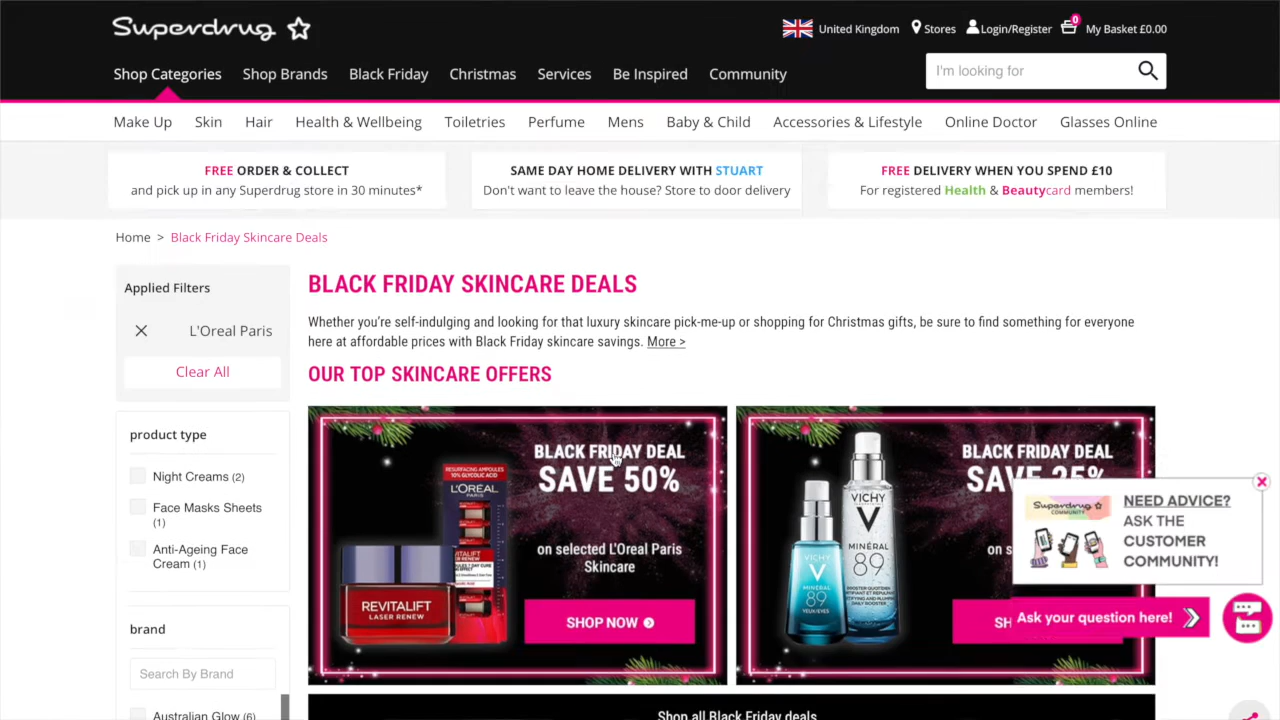 Superdrug
United Kingdom
Stores
Login/Register
0
My Basket £0.00
Shop Categories
Shop Brands
Black Friday
Christmas
Services
Be Inspired
Community
I'm looking for
Make Up
Skin
Hair
Health & Wellbeing
Toiletries
Perfume
Mens
Baby & Child
Accessories & Lifestyle
Online Doctor
Glasses Online
FREE ORDER & COLLECT
and pick up in any Superdrug store in 30 minutes*
SAME DAY HOME DELIVERY WITH STUART
Don't want to leave the house? Store to door delivery
FREE DELIVERY WHEN YOU SPEND £10
For registered Health & Beautycard members!
Home > Black Friday Skincare Deals
Applied Filters
L'Oreal Paris
Clear All
product type
Night Creams (2)
Face Masks Sheets
(1)
Anti-Ageing Face
Cream (1)
brand
Search By Brand
Australian Glow (6)
BLACK FRIDAY SKINCARE DEALS
Whether you're self-indulging and looking for that luxury skincare pick-me-up or shopping for Christmas gifts, be sure to find something for everyone
here at affordable prices with Black Friday skincare savings. More >
OUR TOP SKINCARE OFFERS
BLACK FRIDAY DEAL
SAVE 50%
on selected L'Oreal Paris
Skincare
SHOP NOW
RESURFACING AMPOULES
10% GLYCOLIC ACID
L'ORÉAL
PARIS
REVITALIFT
LASER RENEW
BLACK FRIDAY DEAL
SAVE 25%
on s
SH
VICHY
MINÉRAL
89
VICHY
MINÉRAL
89
Superdrug
COMMUNITY
NEED ADVICE?
ASK THE
CUSTOMER
COMMUNITY!
Ask your question here!
Shop all Black Friday deals